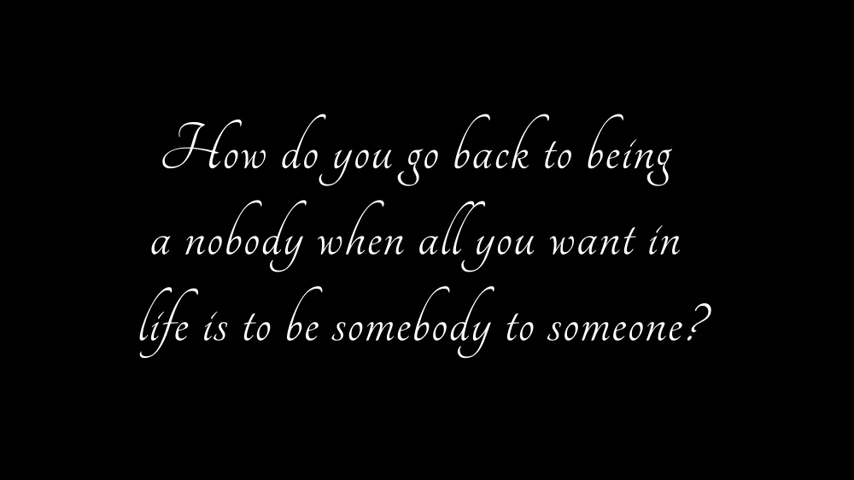 How do you go back to being
a nobody when all you want in
life is to be somebody to someone?